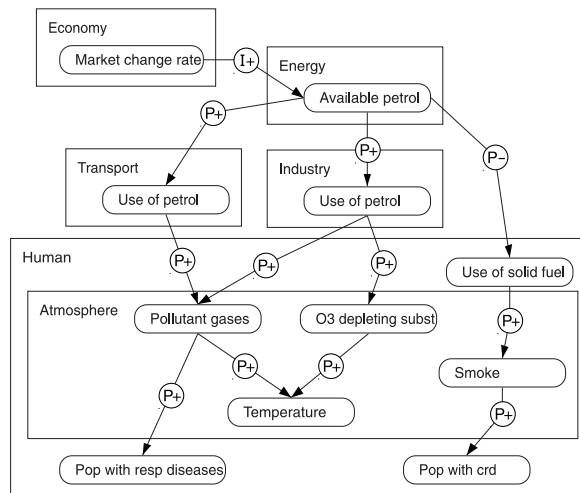 Economy
Market change rate
I+
Energy
Available petrol
P+
P+
P−
Transport
Use of petrol
Industry
Use of petrol
Human
P+
P+
P+
Use of solid fuel
Atmosphere
Pollutant gases
O3 depleting subst
P+
P+
P+
Smoke
P+
Temperature
P+
Pop with resp diseases
Pop with crd